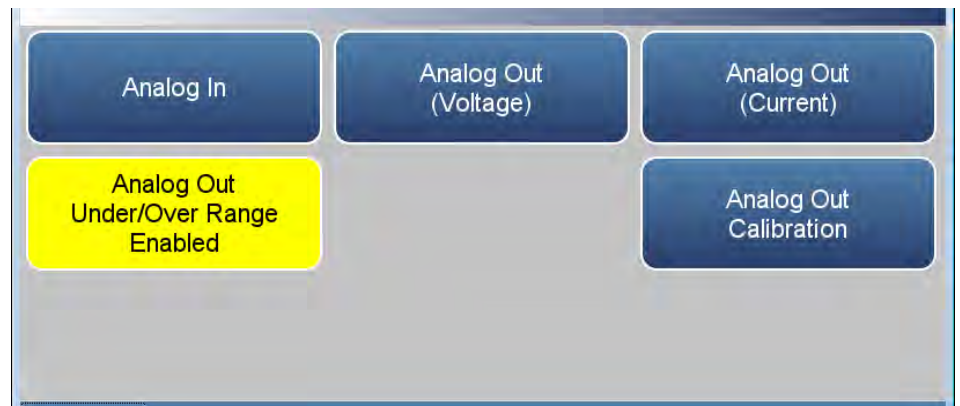 Analog In
Analog Out
(Voltage)
Analog Out
(Current)
Analog Out
Under/Over Range
Enabled
Analog Out
Calibration